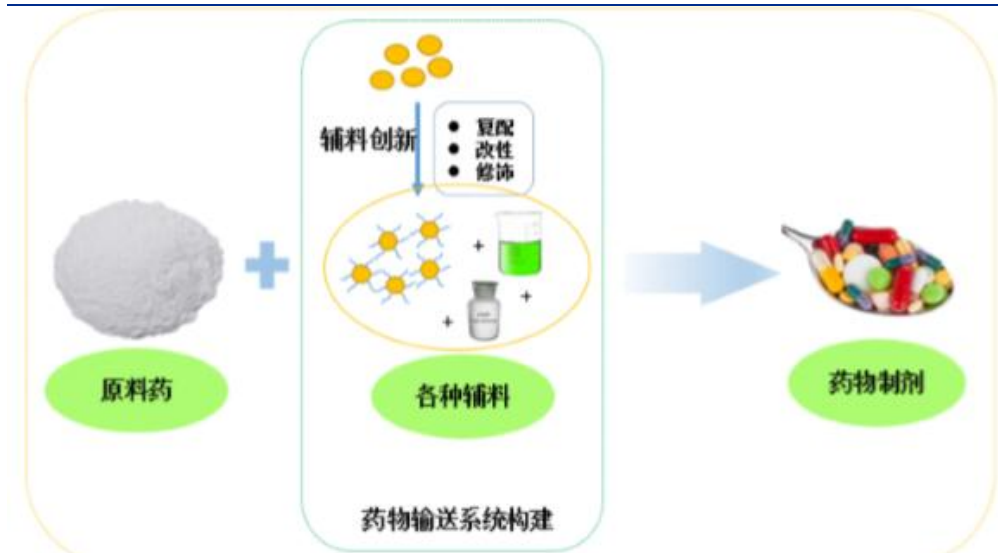 辅料创新
● 复配
● 改性
● 修饰
+
+
+
原料药
各种辅料
药物制剂
药物输送系统构建